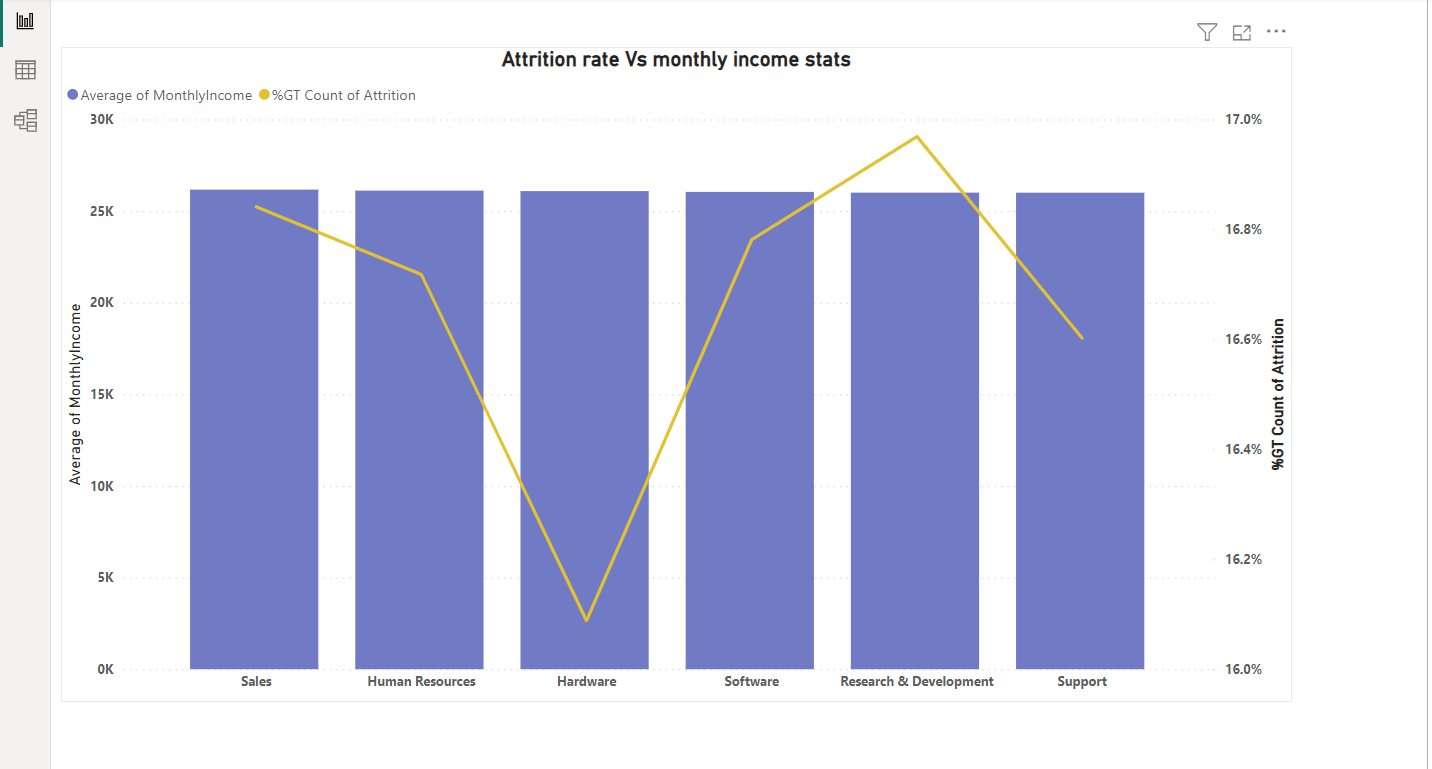 Attrition rate Vs monthly income stats
Average of MonthlyIncome %GT Count of Attrition
30K
25K
20K
15K
10K
5K
0K
Average of MonthlyIncome
17.0%
16.8%
16.6%
16.4%
16.2%
16.0%
%GT Count of Attrition
Sales Human Resources Hardware Software Research & Development Support